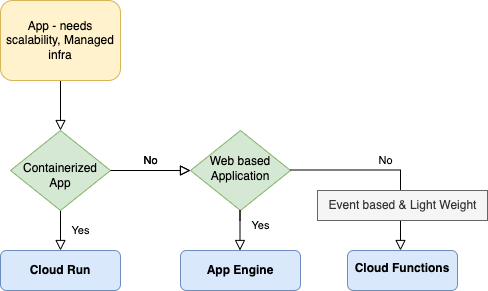 App - needs
scalability, Managed
infra
Containerized
App
No
Web based
Application
No
Event based & Light Weight
Yes
Yes
Cloud Run
App Engine
Cloud Functions